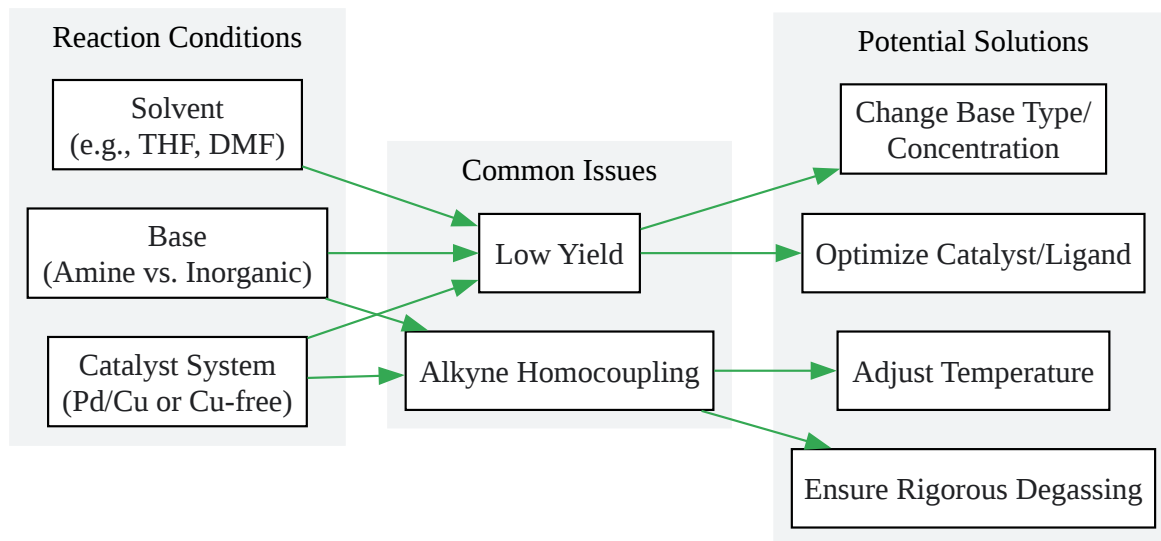 Reaction Conditions
Solvent
(e.g., THF, DMF)
Base
(Amine vs. Inorganic)
Catalyst System
(Pd/Cu or Cu-free)
Common Issues
Low Yield
Alkyne Homocoupling
Potential Solutions
Change Base Type/
Concentration
Optimize Catalyst/Ligand
Adjust Temperature
Ensure Rigorous Degassing